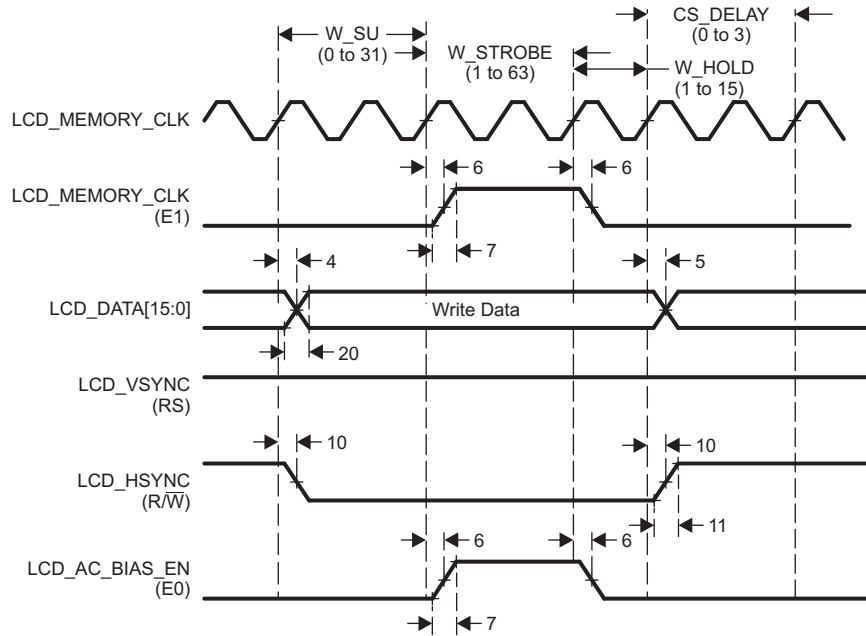 CS_DELAY
(0 to 3)
W_SU
(0 to 31)
W_STROBE
(1 to 63)
W_HOLD
(1 to 15)
LCD_MEMORY_CLK
LCD_MEMORY_CLK
(E1)
6
6
7
4
5
LCD_DATA[15:0]
Write Data
20
LCD_VSYNC
(RS)
10
10
LCD_HSYNC
(R/W̅)
11
6
6
LCD_AC_BIAS_EN
(E0)
7